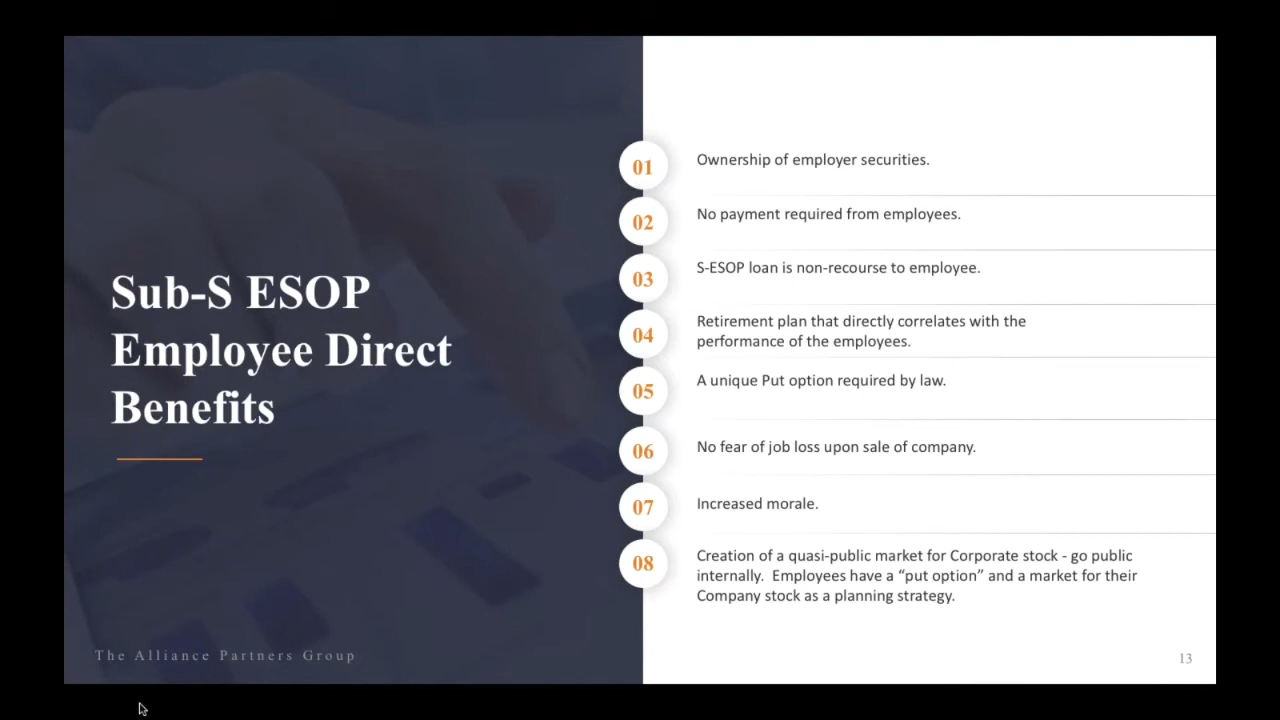 Sub-S ESOP
Employee Direct
Benefits
The Alliance Partners Group
01
Ownership of employer securities.
02
No payment required from employees.
03
S-ESOP loan is non-recourse to employee.
04
Retirement plan that directly correlates with the
performance of the employees.
05
A unique Put option required by law.
06
No fear of job loss upon sale of company.
07
Increased morale.
08
Creation of a quasi-public market for Corporate stock - go public
internally.  Employees have a “put option” and a market for their
Company stock as a planning strategy.
13